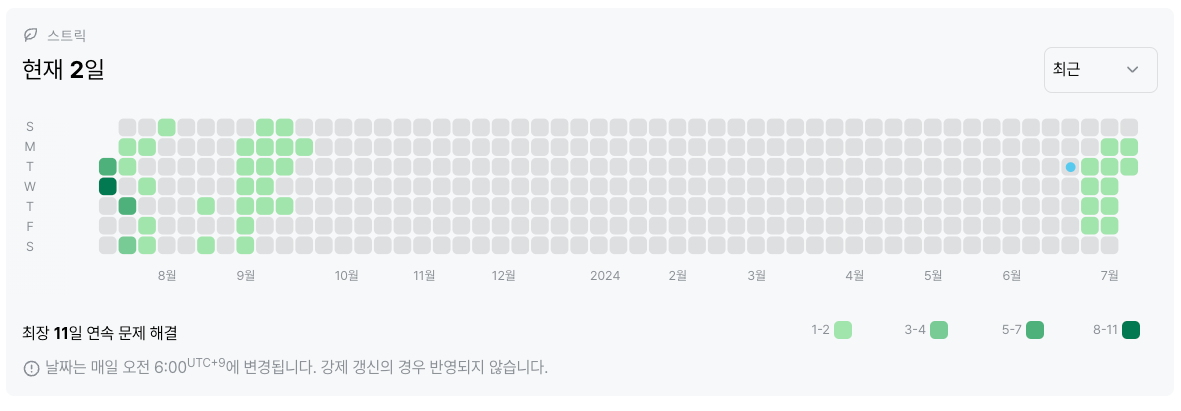 스트릭
현재 2일
최근
S
M
T
W
T
F
S
8월 9월 10월 11월 12월 2024 2월 3월 4월 5월 6월 7월
최장 11일 연속 문제 해결
1-2 3-4 5-7 8-11
날짜는 매일 오전 6:00UTC+9에 변경됩니다. 강제 갱신의 경우 반영되지 않습니다.